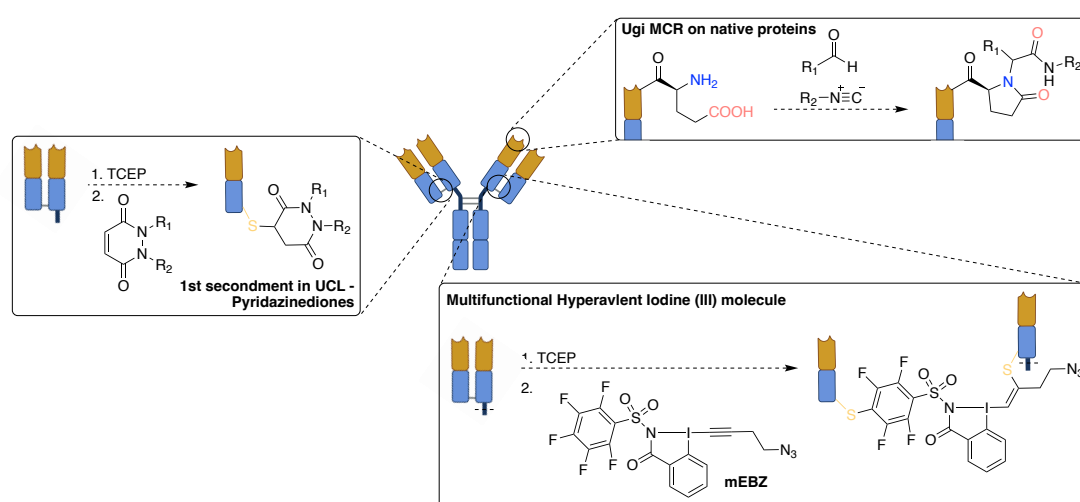 Ugi MCR on native proteins
O
NH2
COOH
O
R1
H
R2–N≡C
+
−
O
R1
O
N
H
R2
N
O
1. TCEP
2.
O
N
R1
N
R2
O
S
O
R1
N
N
R2
O
1st secondment in UCL -
Pyridazinediones
Multifunctional Hyperavlent Iodine (III) molecule
1. TCEP
2.
F
F
F
F
F
O
O
S
N
I
O
N3
mEBZ
S
F
F
F
F
O
O
S
N
I
O
S
N3